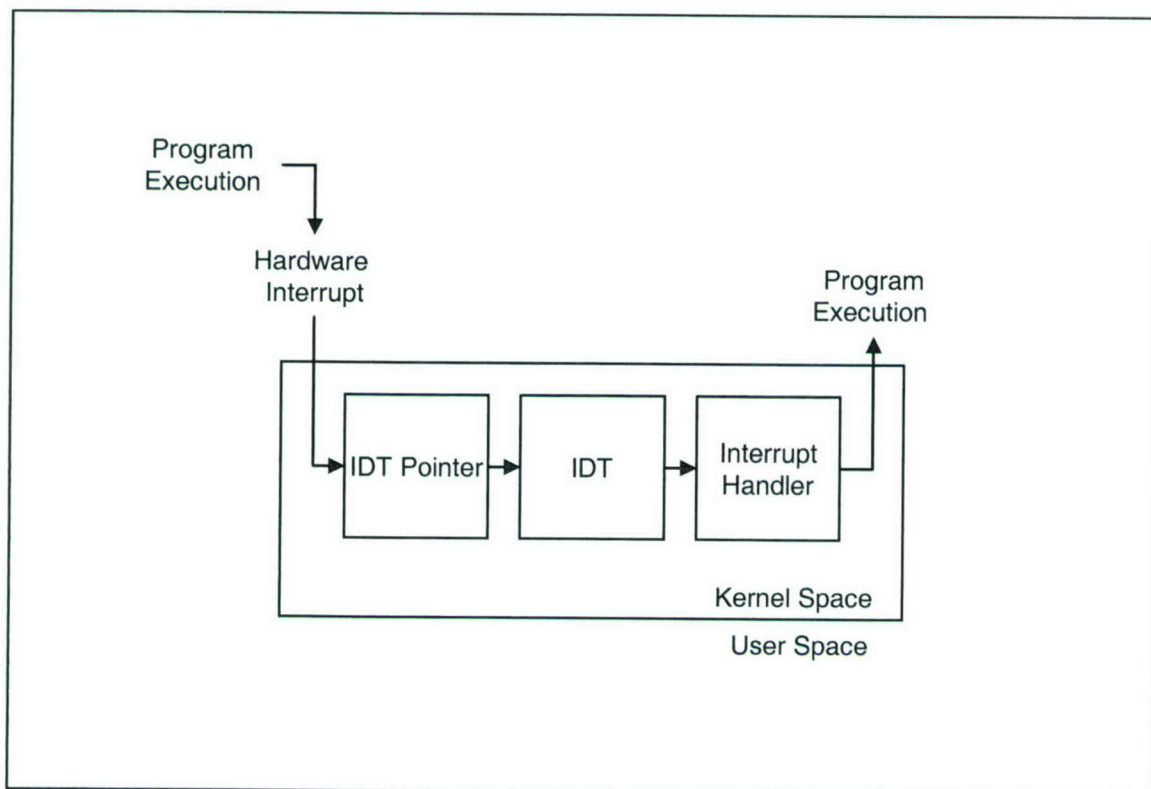 Program
Execution
Hardware
Interrupt
Program
Execution
IDT Pointer
IDT
Interrupt
Handler
Kernel Space
User Space